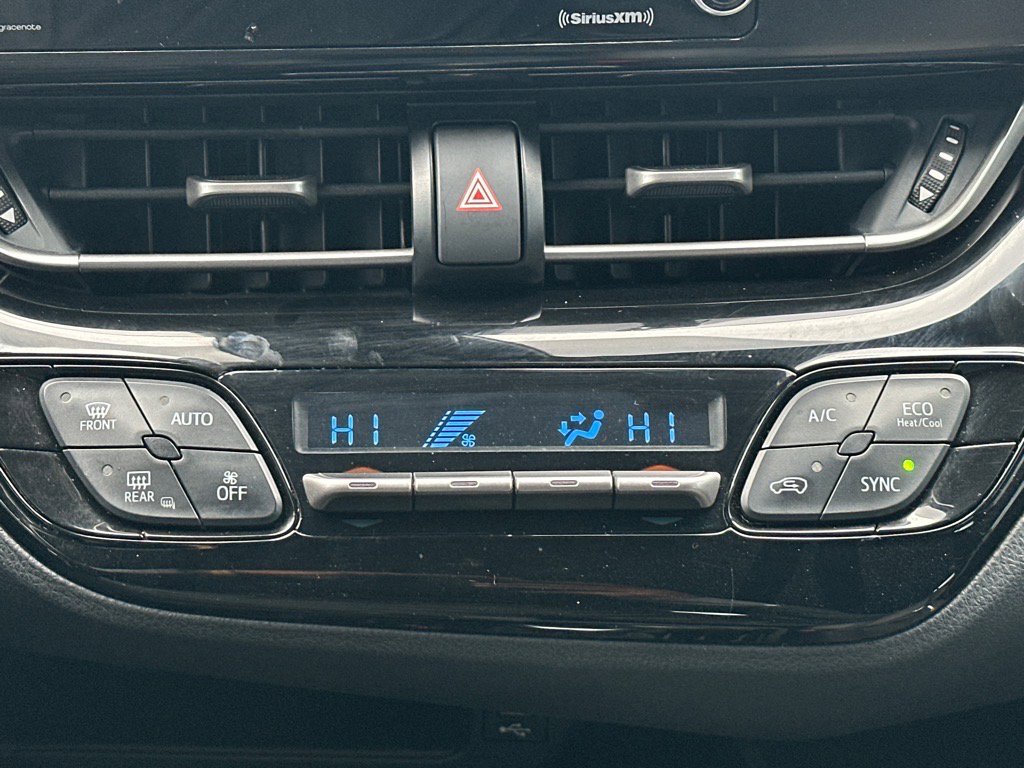 gracenote
SiriusXM
FRONT
AUTO
REAR
OFF
HI
HI
A/C
ECO
Heat/Cool
SYNC